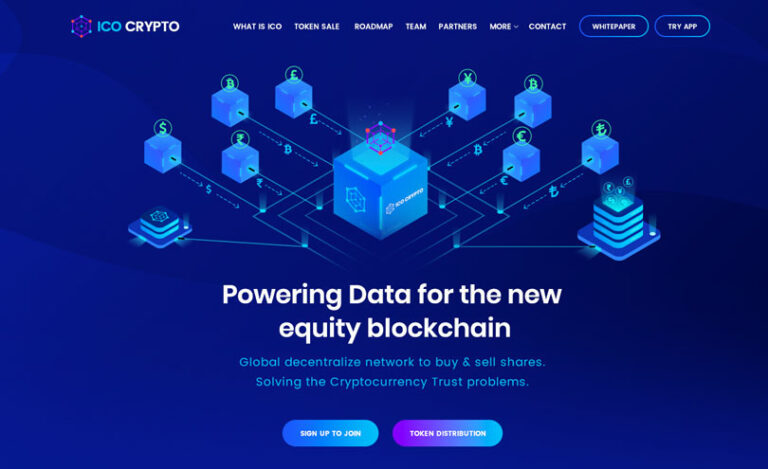 ICO CRYPTO
WHAT IS ICO TOKEN SALE ROADMAP TEAM PARTNERS MORE CONTACT WHITEPAPER TRY APP
₿ £ ¥ ₿
$ ₹ € ₺
£ ¥
₿ ₿
$ ₹ € ₺
ICO CRYPTO
Powering Data for the new
equity blockchain
Global decentralize network to buy & sell shares.
Solving the Cryptocurrency Trust problems.
SIGN UP TO JOIN TOKEN DISTRIBUTION